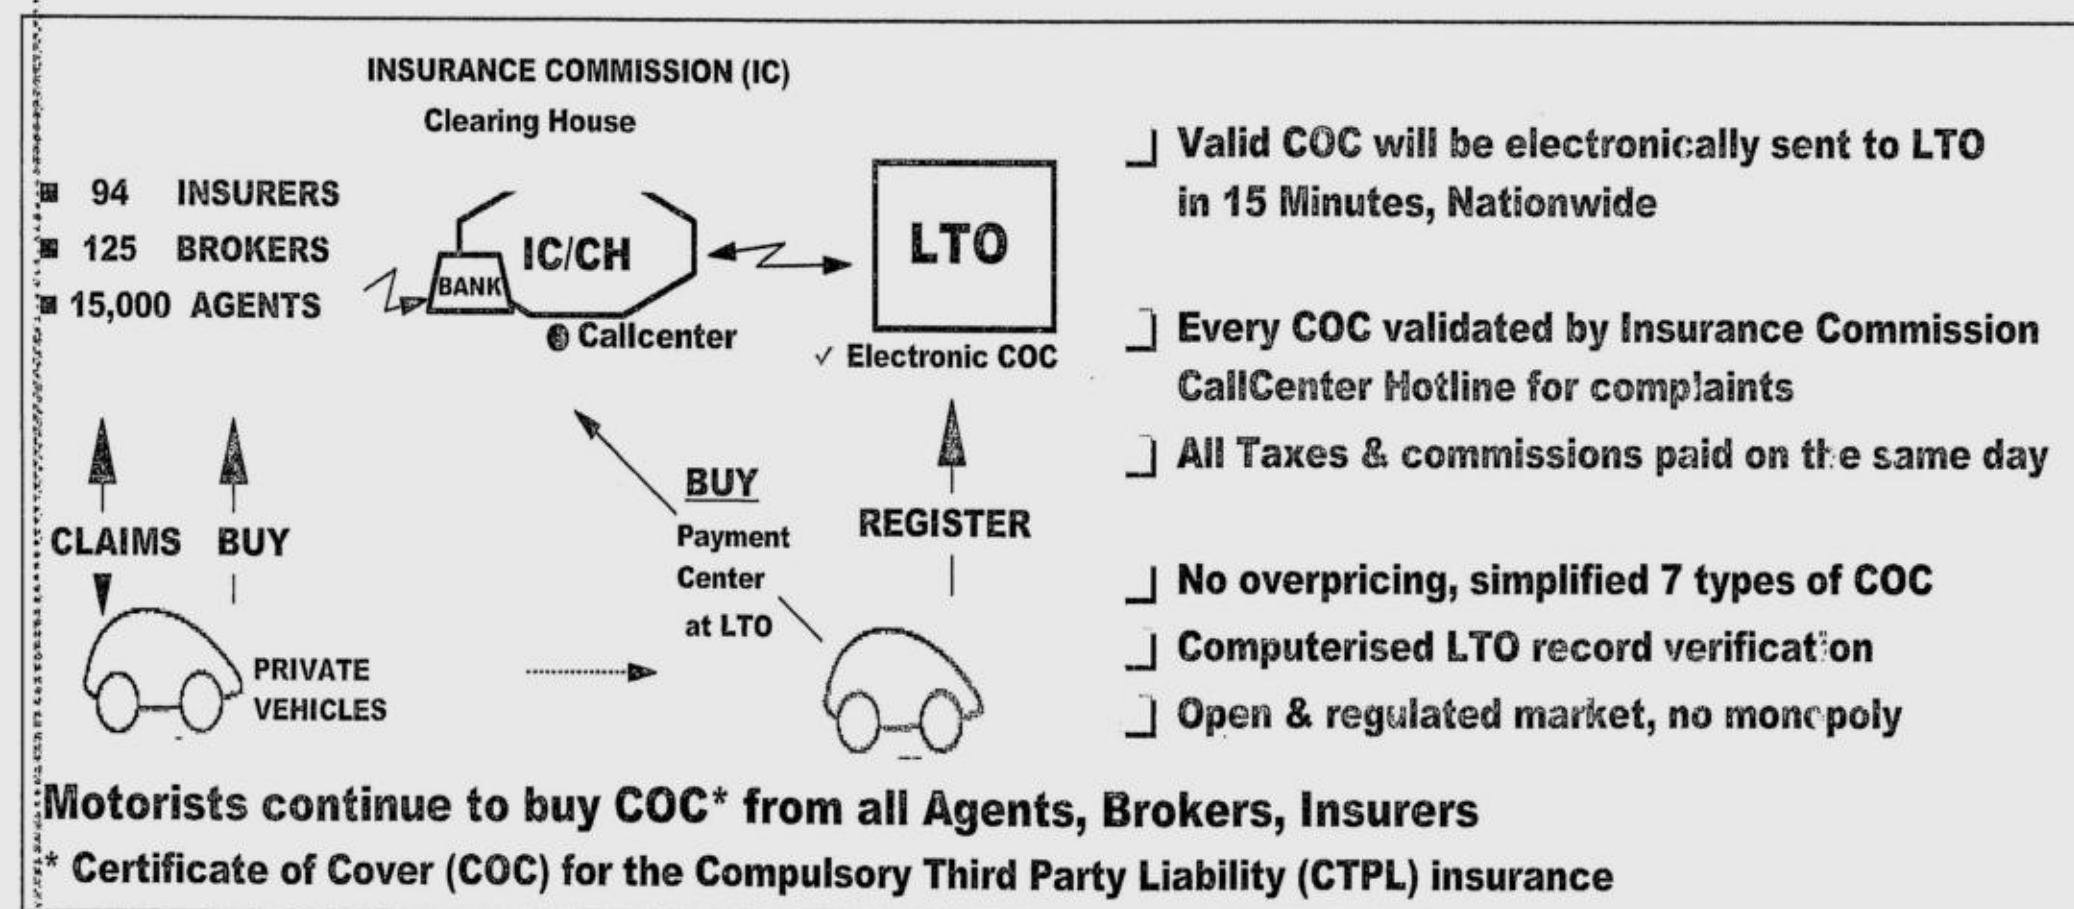 INSURANCE COMMISSION (IC)
Clearing House
94 INSURERS
125 BROKERS
15,000 AGENTS
BANK
IC/CH
Callcenter
LTO
✓ Electronic COC
CLAIMS
BUY
BUY
Payment
Center
at LTO
REGISTER
PRIVATE
VEHICLES
Valid COC will be electronically sent to LTO
in 15 Minutes, Nationwide
Every COC validated by Insurance Commission
CallCenter Hotline for complaints
All Taxes & commissions paid on the same day
No overpricing, simplified 7 types of COC
Computerised LTO record verification
Open & regulated market, no monopoly
Motorists continue to buy COC* from all Agents, Brokers, Insurers
* Certificate of Cover (COC) for the Compulsory Third Party Liability (CTPL) insurance